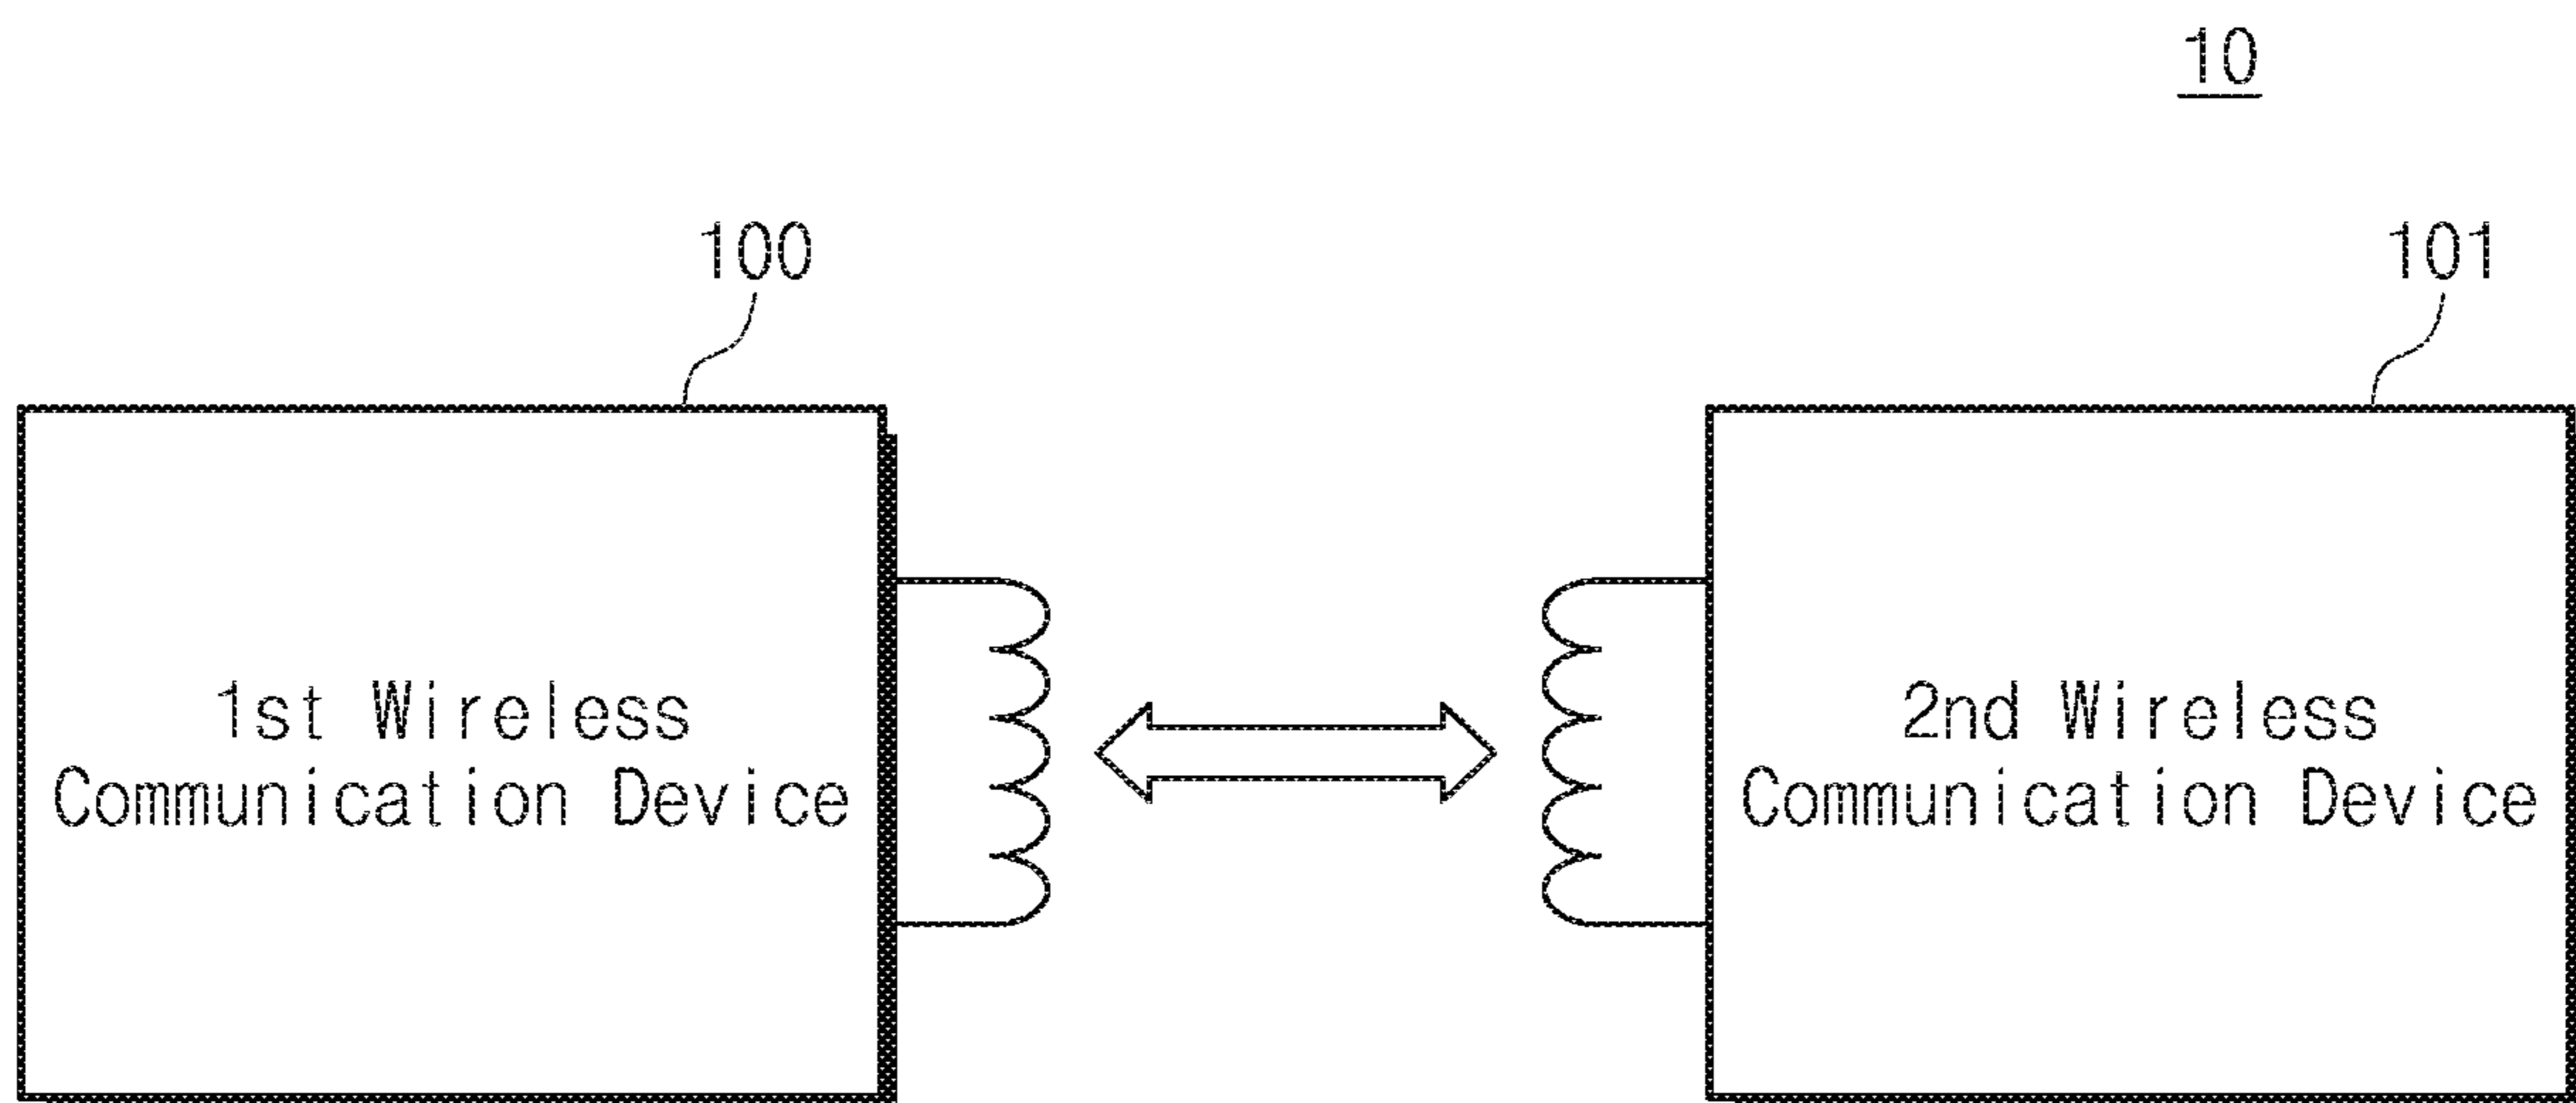 10
100
101
1st Wireless
Communication Device
2nd Wireless
Communication Device